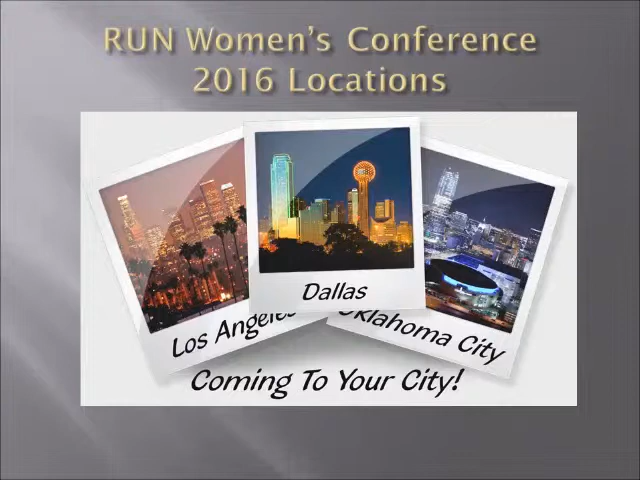 RUN Women's Conference
2016 Locations
Dallas
Los Angeles
Oklahoma City
Coming To Your City!